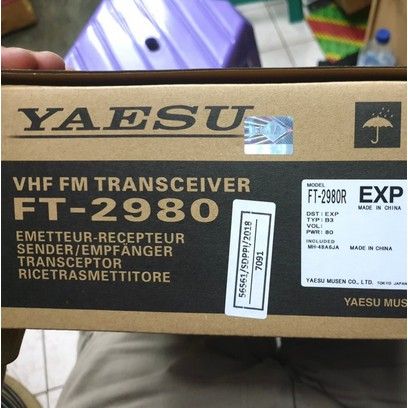 YAESU
VHF FM TRANSCEIVER
FT-2980
EMETTEUR-RECEPTEUR
SENDER/EMPFÄNGER
TRANSCEPTOR
RICETRASMETTITORE
56561/SDPPI/2018
7091
MODEL
FT-2980R EXP
MADE IN CHINA
DST: EXP
TYP: B3
VOL:
PWR: 80
INCLUDED
MH-48A6JA MADE IN CHINA
YAESU MUSEN CO., LTD. TOKYO JAPAN
YAESU MUSEN